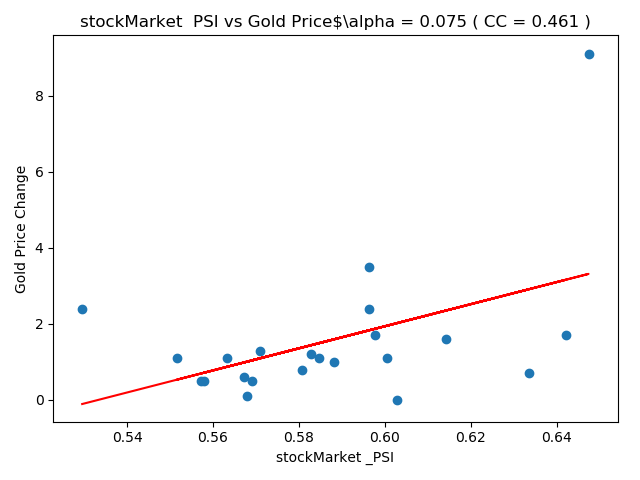 stockMarket  PSI vs Gold Price$\alpha = 0.075 ( CC = 0.461 )
8
6
4
2
0
Gold Price Change
0.54 0.56 0.58 0.60 0.62 0.64
stockMarket _PSI